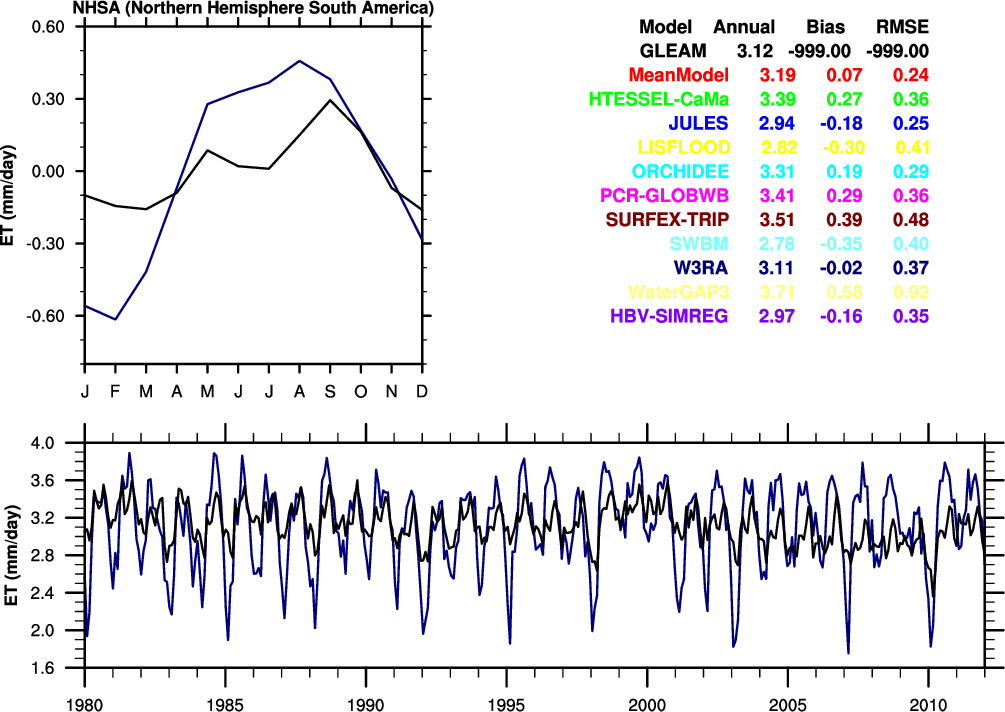 NHSA (Northern Hemisphere South America)
0.60
0.30
0.00
-0.30
-0.60
ET (mm/day)
J F M A M J J A S O N D
Model Annual Bias RMSE
GLEAM 3.12 -999.00 -999.00
MeanModel 3.19 0.07 0.24
HTESSEL-CaMa 3.39 0.27 0.36
JULES 2.94 -0.18 0.25
LISFLOOD 2.82 -0.30 0.41
ORCHIDEE 3.31 0.19 0.29
PCR-GLOBWB 3.41 0.29 0.36
SURFEX-TRIP 3.51 0.39 0.48
SWBM 2.78 -0.35 0.40
W3RA 3.11 -0.02 0.37
WaterGAP3 3.71 0.58 0.92
HBV-SIMREG 2.97 -0.16 0.35
4.0
3.6
3.2
2.8
2.4
2.0
1.6
ET (mm/day)
1980 1985 1990 1995 2000 2005 2010